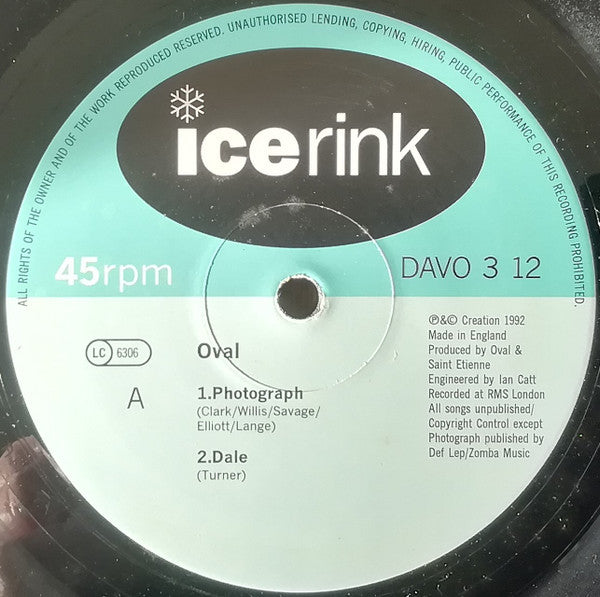 ALL RIGHTS OF THE OWNER AND OF THE WORK REPRODUCED RESERVED. UNAUTHORISED LENDING, COPYING, HIRING, PUBLIC PERFORMANCE OF THIS RECORDING PROHIBITED.
icerink
45rpm
DAVO 3 12
LC 6306
A
Oval
1.Photograph
(Clark/Willis/Savage/
Elliott/Lange)
2.Dale
(Turner)
℗&© Creation 1992
Made in England
Produced by Oval &
Saint Etienne
Engineered by Ian Catt
Recorded at RMS London
All songs unpublished/
Copyright Control except
Photograph published by
Def Lep/Zomba Music